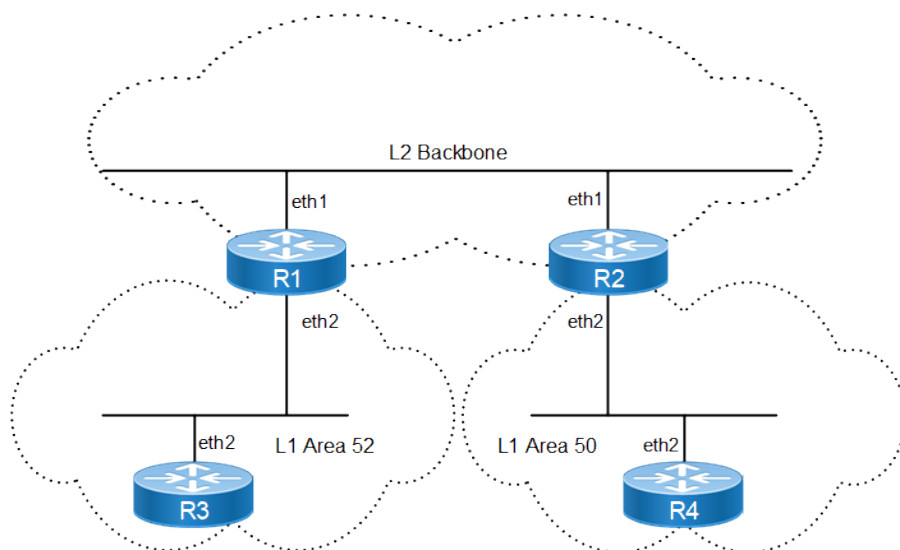 L2 Backbone
eth1
eth1
R1
R2
eth2
eth2
eth2
L1 Area 52
L1 Area 50
eth2
R3
R4